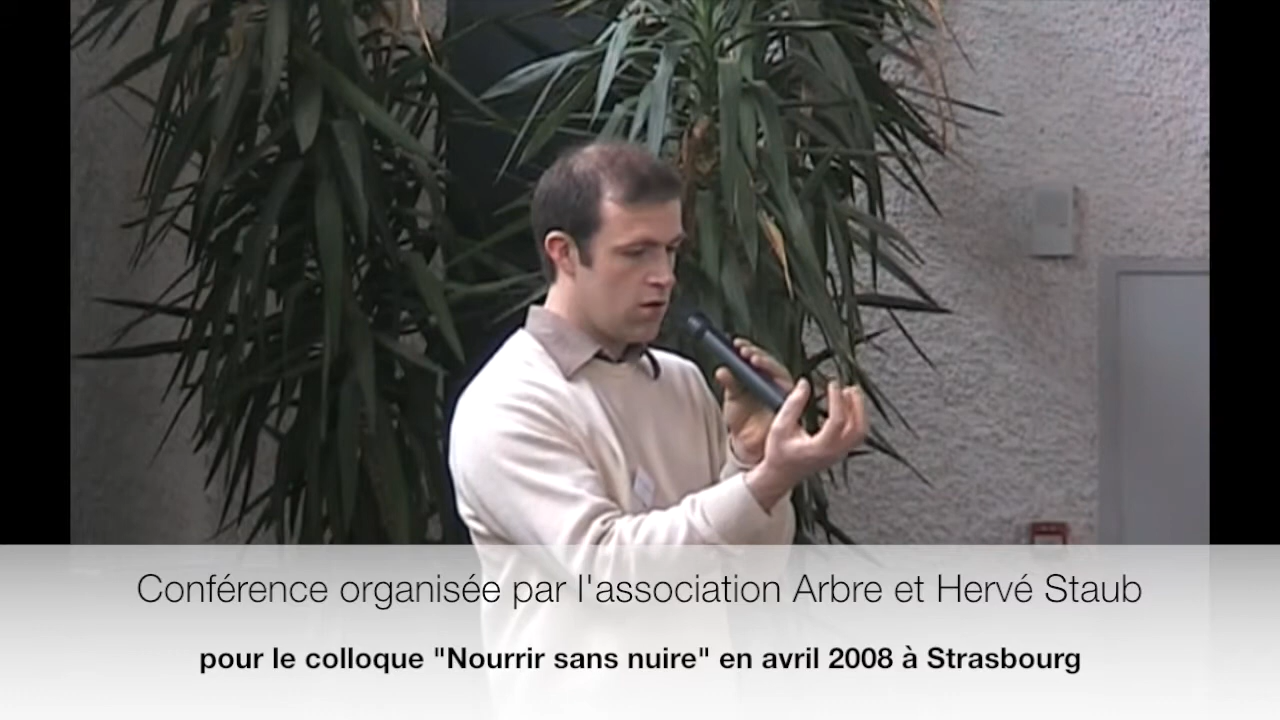 Conférence organisée par l'association Arbre et Hervé Staub
pour le colloque "Nourrir sans nuire" en avril 2008 à Strasbourg